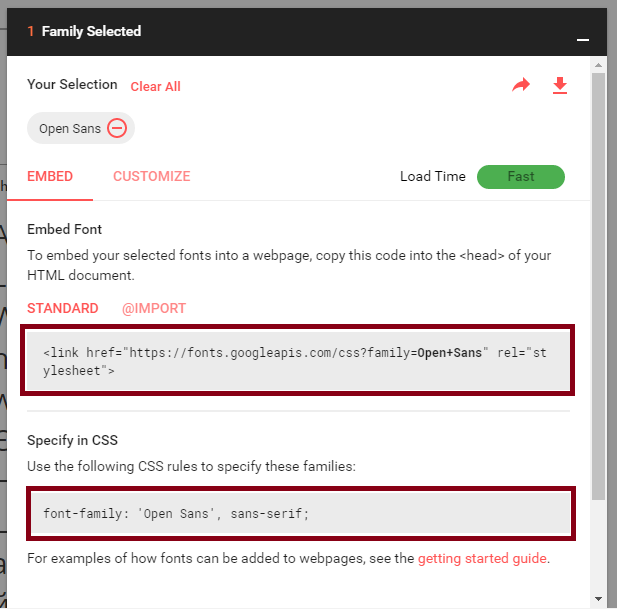 1 Family Selected
Your Selection Clear All
Open Sans
EMBED CUSTOMIZE Load Time Fast
Embed Font
To embed your selected fonts into a webpage, copy this code into the <head> of your
HTML document.
STANDARD @IMPORT
<link href="https://fonts.googleapis.com/css?family=Open+Sans" rel="st
ylesheet">
Specify in CSS
Use the following CSS rules to specify these families:
font-family: 'Open Sans', sans-serif;
For examples of how fonts can be added to webpages, see the getting started guide.